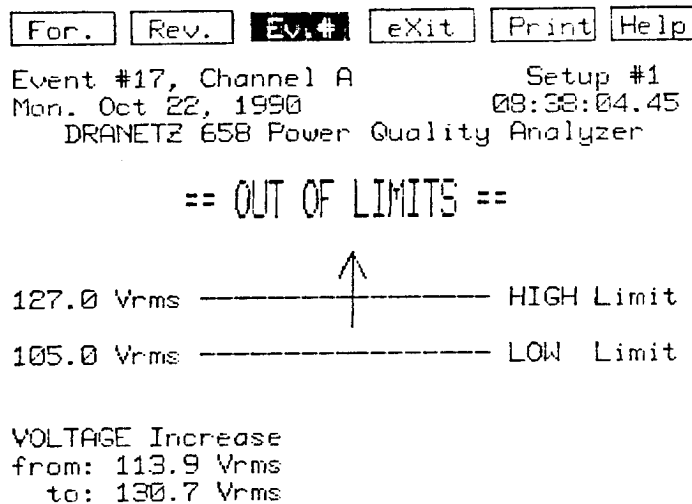 For. Rev. Ev.# eXit Print Help
Event #17, Channel A Setup #1
Mon. Oct 22, 1990 08:38:04.45
DRANETZ 658 Power Quality Analyzer
== OUT OF LIMITS ==
127.0 Vrms HIGH Limit
105.0 Vrms LOW Limit
VOLTAGE Increase
from: 113.9 Vrms
to: 130.7 Vrms